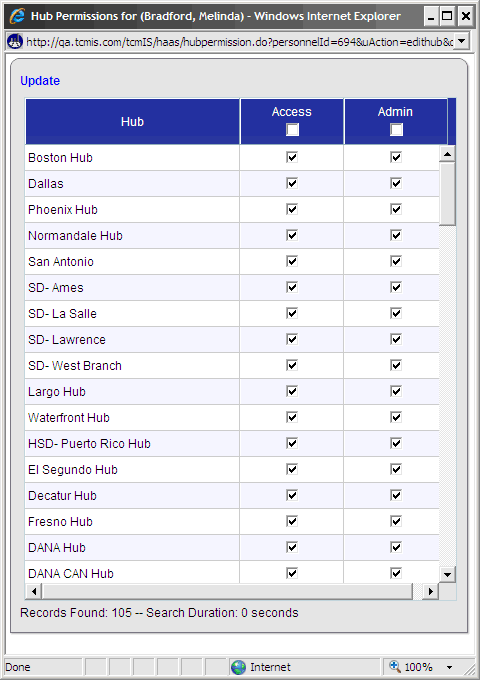 Hub Permissions for (Bradford, Melinda) - Windows Internet Explorer
http://qa.tcmis.com/tcmIS/haas/hubpermission.do?personnelId=694&uAction=edithub&c
Update
Hub Access Admin
Boston Hub
Dallas
Phoenix Hub
Normandale Hub
San Antonio
SD- Ames
SD- La Salle
SD- Lawrence
SD- West Branch
Largo Hub
Waterfront Hub
HSD- Puerto Rico Hub
El Segundo Hub
Decatur Hub
Fresno Hub
DANA Hub
DANA CAN Hub
Records Found: 105 -- Search Duration: 0 seconds
Done Internet 100%